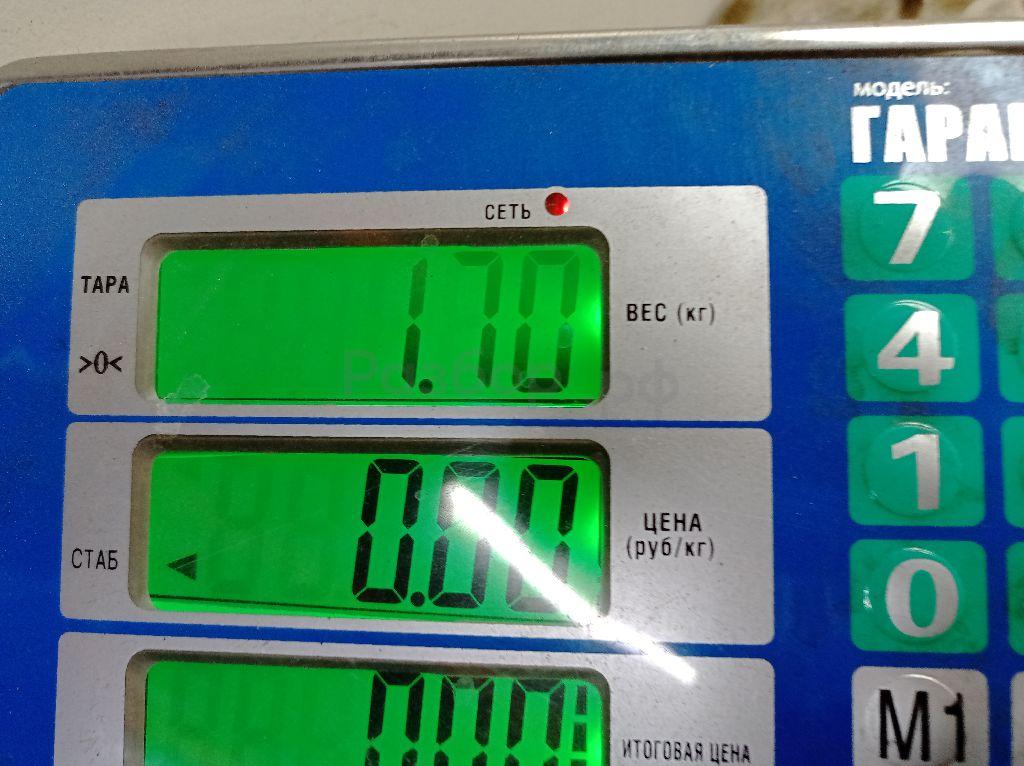 МОДЕЛЬ:
СЕТЬ
ТАРА
1.70
ВЕС (кг)
>0<
0.00
ЦЕНА
(руб/кг)
СТАБ
ИТОГОВАЯ ЦЕНА
7
4
1
0
М1